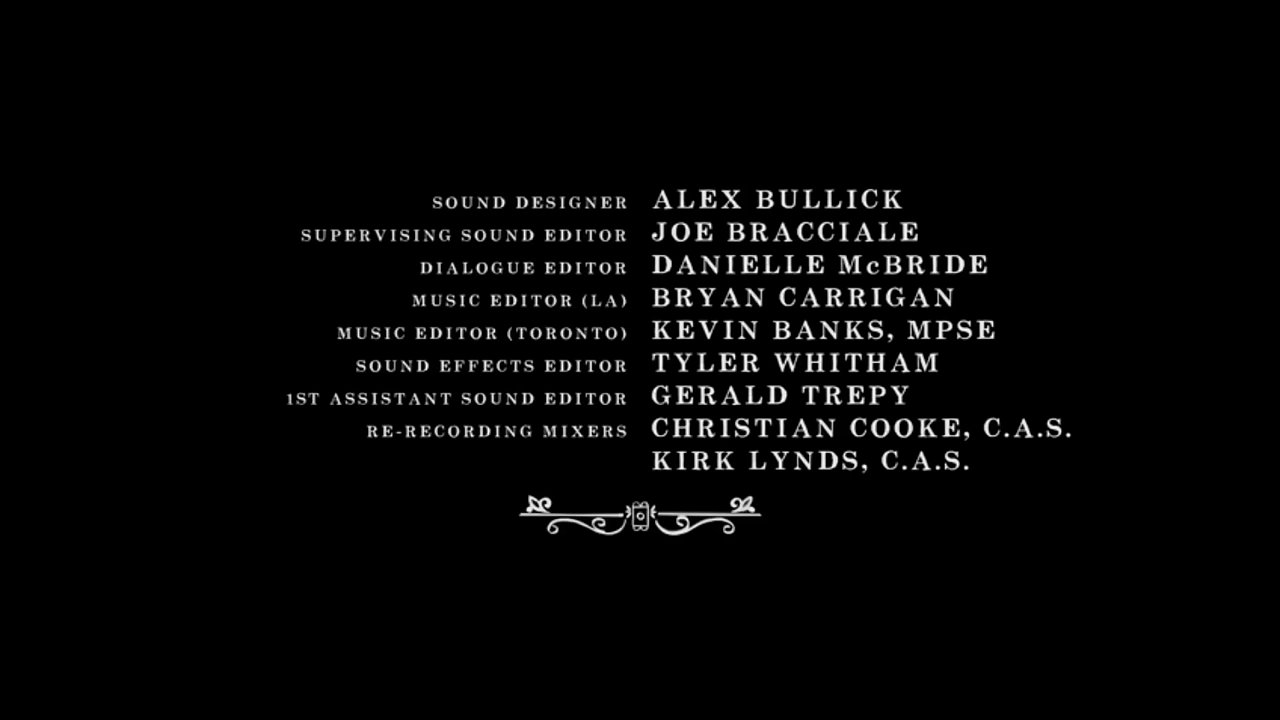 SOUND DESIGNER ALEX BULLICK
SUPERVISING SOUND EDITOR JOE BRACCIALE
DIALOGUE EDITOR DANIELLE McBRIDE
MUSIC EDITOR (LA) BRYAN CARRIGAN
MUSIC EDITOR (TORONTO) KEVIN BANKS, MPSE
SOUND EFFECTS EDITOR TYLER WHITHAM
1ST ASSISTANT SOUND EDITOR GERALD TREPY
RE-RECORDING MIXERS CHRISTIAN COOKE, C.A.S.
KIRK LYNDS, C.A.S.